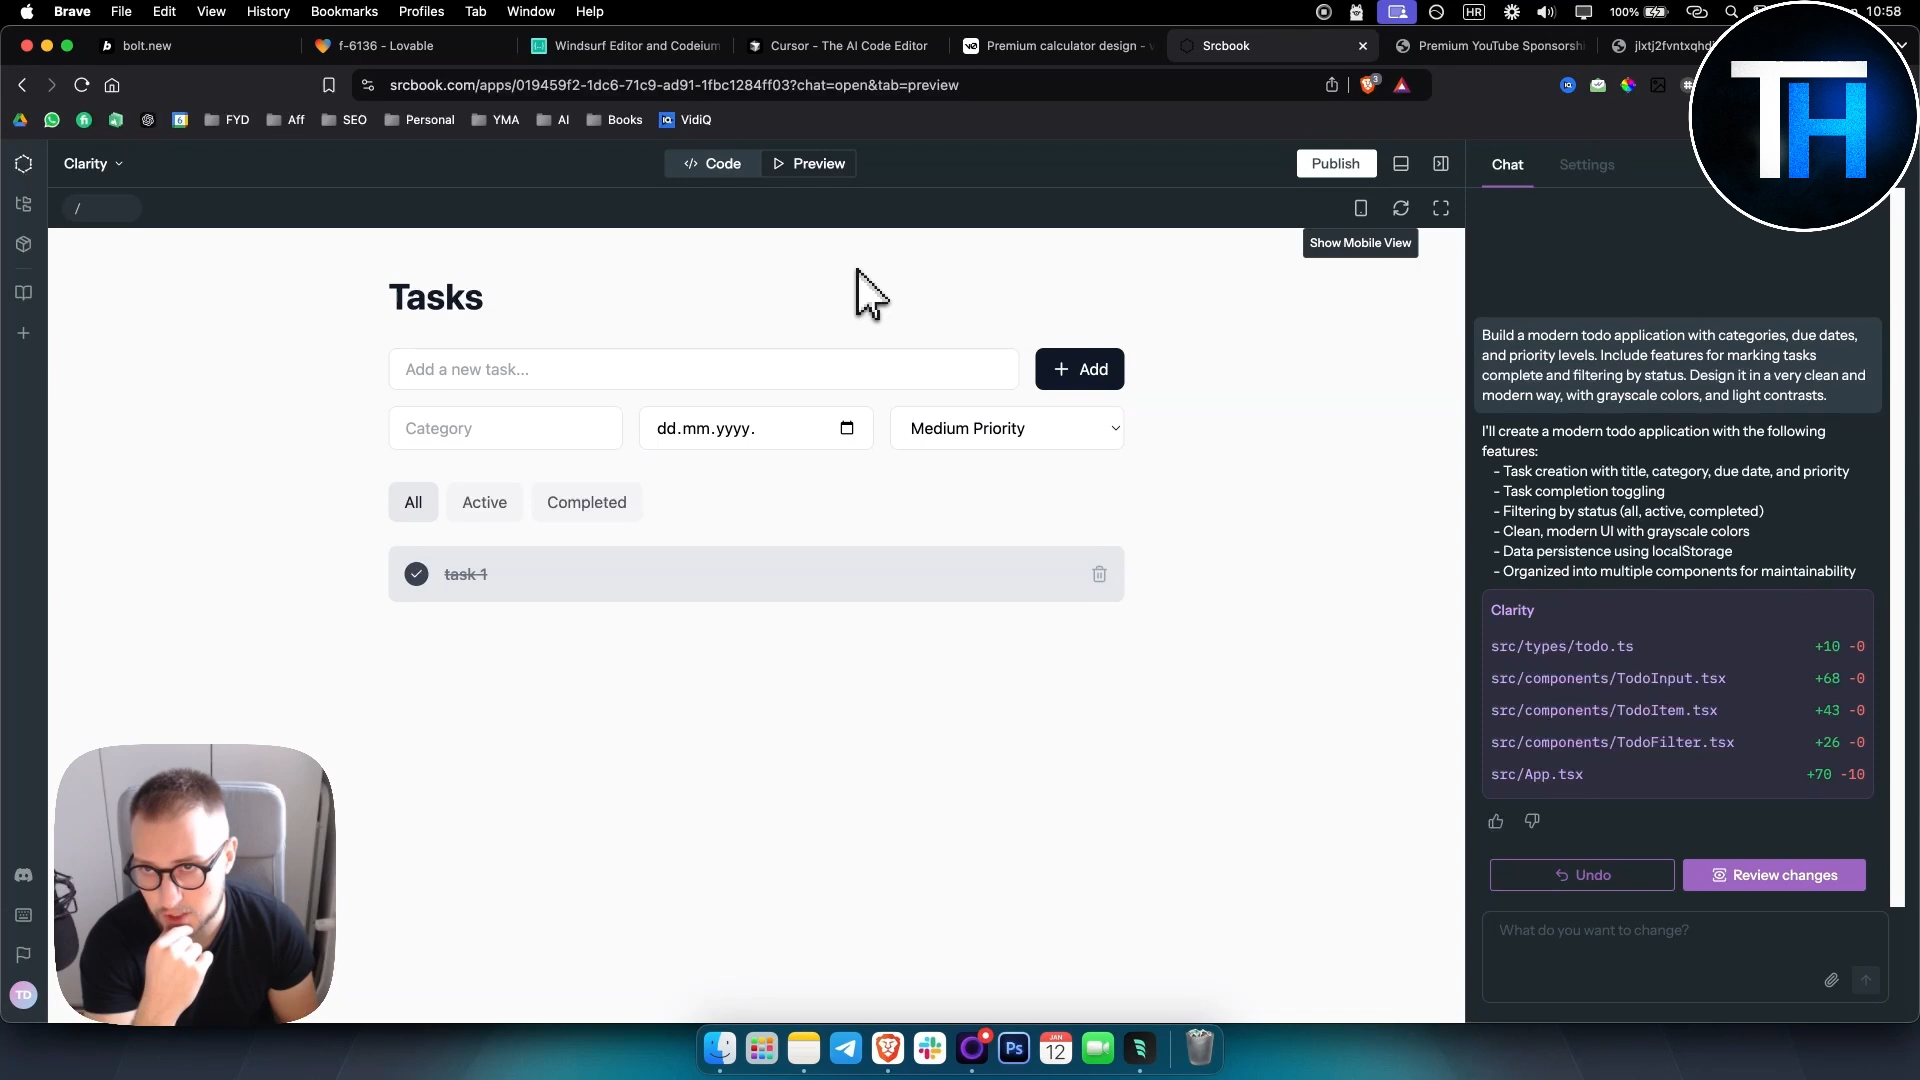 Brave File Edit View History Bookmarks Profiles Tab Window Help HR 100% 10:58
bolt.new f-6136 - Lovable Windsurf Editor and Codeium Cursor - The AI Code Editor Premium calculator design - Srcbook Premium YouTube Sponsorshi
srcbook.com/apps/019459f2-1dc6-71c9-ad91-1fbc1284ff03?chat=open&tab=preview 3
FYD Aff SEO Personal YMA AI Books VidiQ
TH
Clarity Code Preview Publish Chat Settings
/
Show Mobile View
Tasks
Add a new task... + Add
Category dd.mm.yyyy. Medium Priority
All Active Completed
task 1
Build a modern todo application with categories, due dates,
and priority levels. Include features for marking tasks
complete and filtering by status. Design it in a very clean and
modern way, with grayscale colors, and light contrasts.
I'll create a modern todo application with the following
features:
- Task creation with title, category, due date, and priority
- Task completion toggling
- Filtering by status (all, active, completed)
- Clean, modern UI with grayscale colors
- Data persistence using localStorage
- Organized into multiple components for maintainability
Clarity
src/types/todo.ts +10 -0
src/components/TodoInput.tsx +68 -0
src/components/TodoItem.tsx +43 -0
src/components/TodoFilter.tsx +26 -0
src/App.tsx +70 -10
Undo Review changes
What do you want to change?
TD
Ps JAN 12